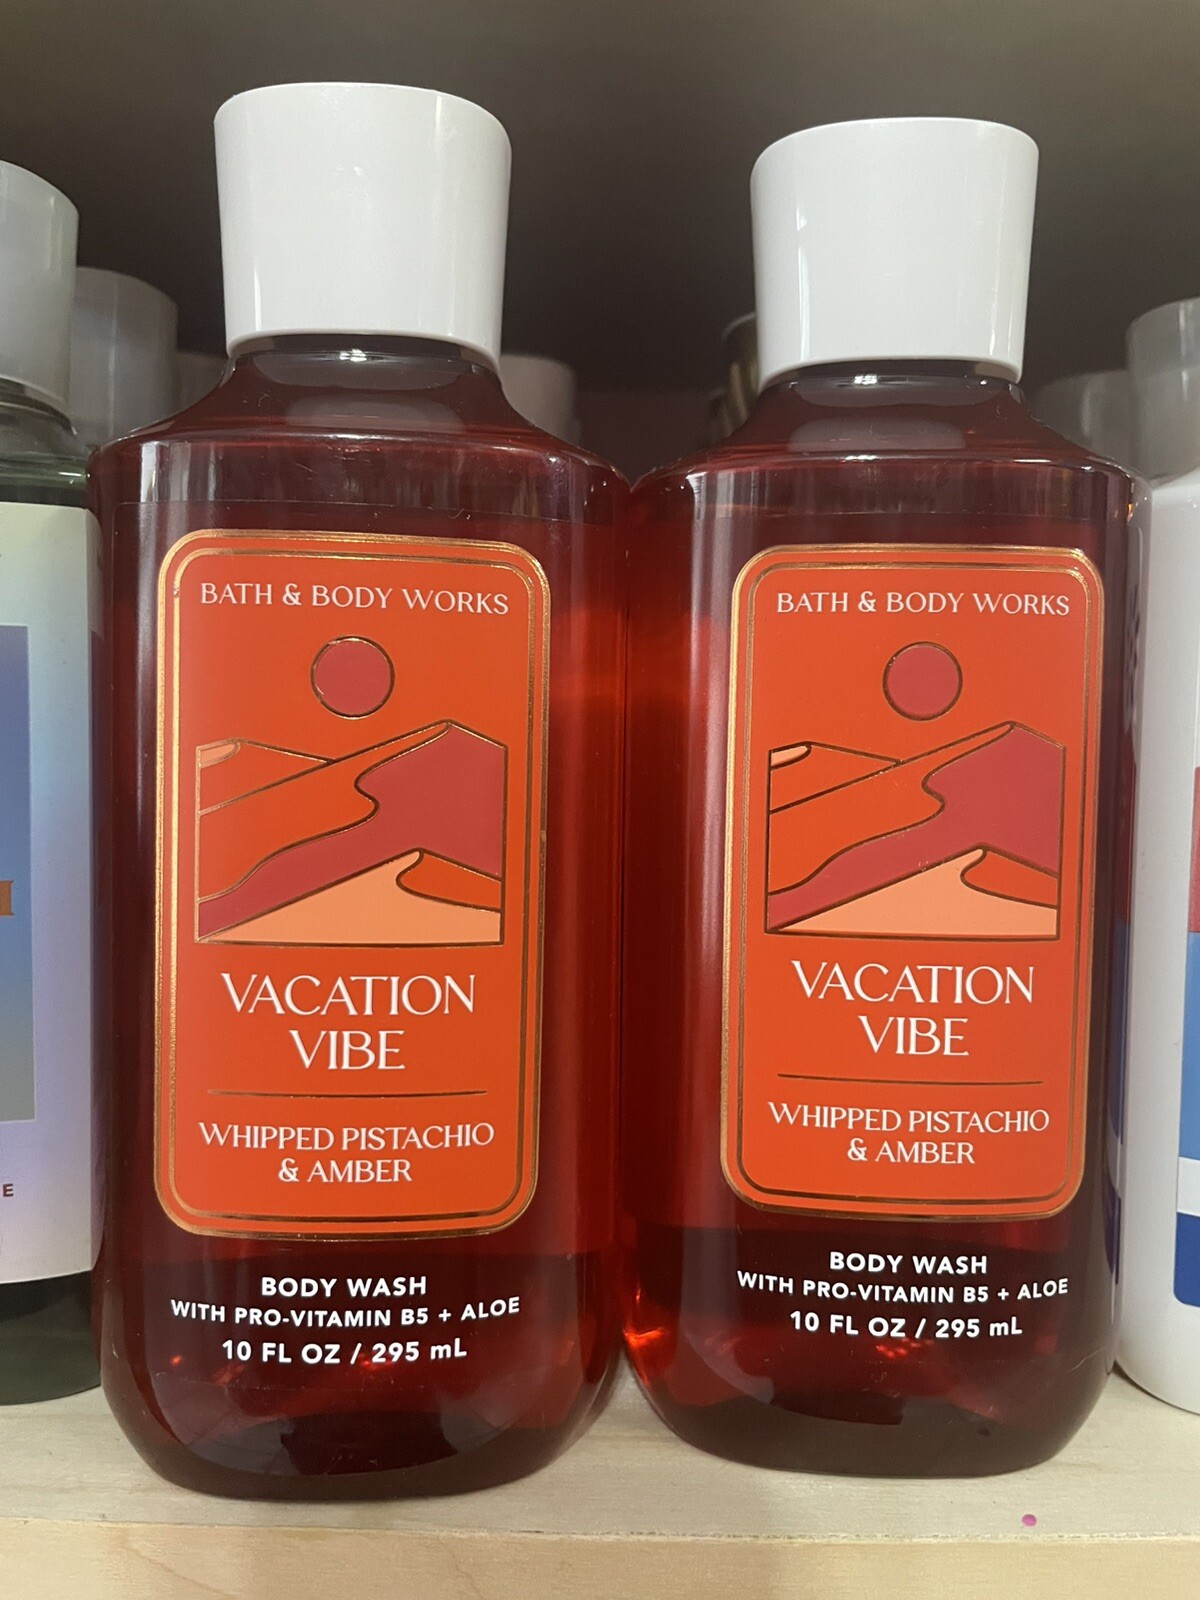 BATH & BODY WORKS
VACATION
VIBE
WHIPPED PISTACHIO
& AMBER
BODY WASH
WITH PRO-VITAMIN B5 + ALOE
10 FL OZ / 295 mL
BATH & BODY WORKS
VACATION
VIBE
WHIPPED PISTACHIO
& AMBER
BODY WASH
WITH PRO-VITAMIN B5 + ALOE
10 FL OZ / 295 mL
E